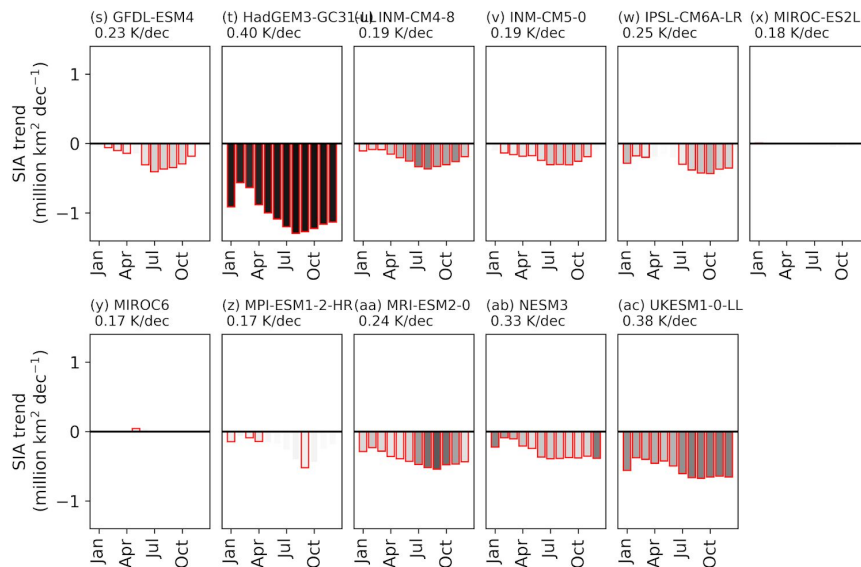 (s) GFDL-ESM4
0.23 K/dec
(t) HadGEM3-GC31-LL
0.40 K/dec
(u) INM-CM4-8
0.19 K/dec
(v) INM-CM5-0
0.19 K/dec
(w) IPSL-CM6A-LR
0.25 K/dec
(x) MIROC-ES2L
0.18 K/dec
SIA trend
(million km² dec⁻¹)
1
0
−1
Jan Apr Jul Oct
Jan Apr Jul Oct
Jan Apr Jul Oct
Jan Apr Jul Oct
Jan Apr Jul Oct
Jan Apr Jul Oct
(y) MIROC6
0.17 K/dec
(z) MPI-ESM1-2-HR
0.17 K/dec
(aa) MRI-ESM2-0
0.24 K/dec
(ab) NESM3
0.33 K/dec
(ac) UKESM1-0-LL
0.38 K/dec
SIA trend
(million km² dec⁻¹)
1
0
−1
Jan Apr Jul Oct
Jan Apr Jul Oct
Jan Apr Jul Oct
Jan Apr Jul Oct
Jan Apr Jul Oct